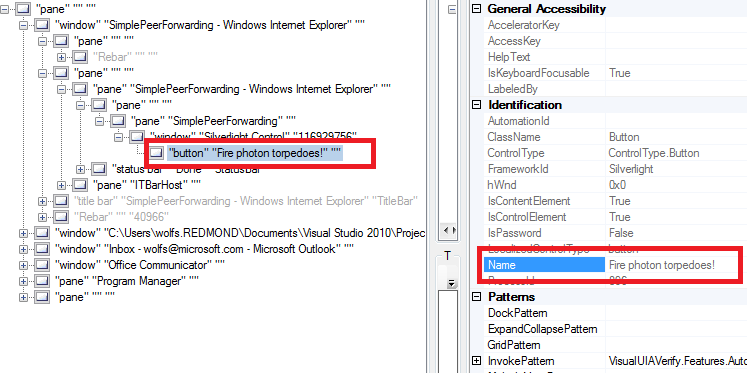 "pane" "" ""
"window" "SimplePeerForwarding - Windows Internet Explorer" ""
"pane" "" ""
"Rebar" "" ""
"pane" "" ""
"pane" "SimplePeerForwarding - Windows Internet Explorer" ""
"pane" "" ""
"pane" "SimplePeerForwarding" ""
"window" "Silverlight Control" "116929756"
"button" "Fire photon torpedoes!" ""
"status bar" "Done" "StatusBar"
"pane" "ITBarHost" ""
"title bar" "SimplePeerForwarding - Windows Internet Explorer" "TitleBar"
"Rebar" "" "40966"
"window" "C:\Users\wolfs.REDMOND\Documents\Visual Studio 2010\Projec
"window" "Inbox - wolfs@microsoft.com - Microsoft Outlook" ""
"window" "Office Communicator" ""
"pane" "Program Manager" ""
"pane" "" ""
T
General Accessibility
AcceleratorKey
AccessKey
HelpText
IsKeyboardFocusable True
LabeledBy
Identification
AutomationId
ClassName Button
ControlType ControlType.Button
FrameworkId Silverlight
hWnd 0x0
IsContentElement True
IsControlElement True
IsPassword False
LocalizedControlType button
Name Fire photon torpedoes!
ProcessId
Patterns
DockPattern
ExpandCollapsePattern
GridPattern
InvokePattern VisualUIAVerify.Features.Auto